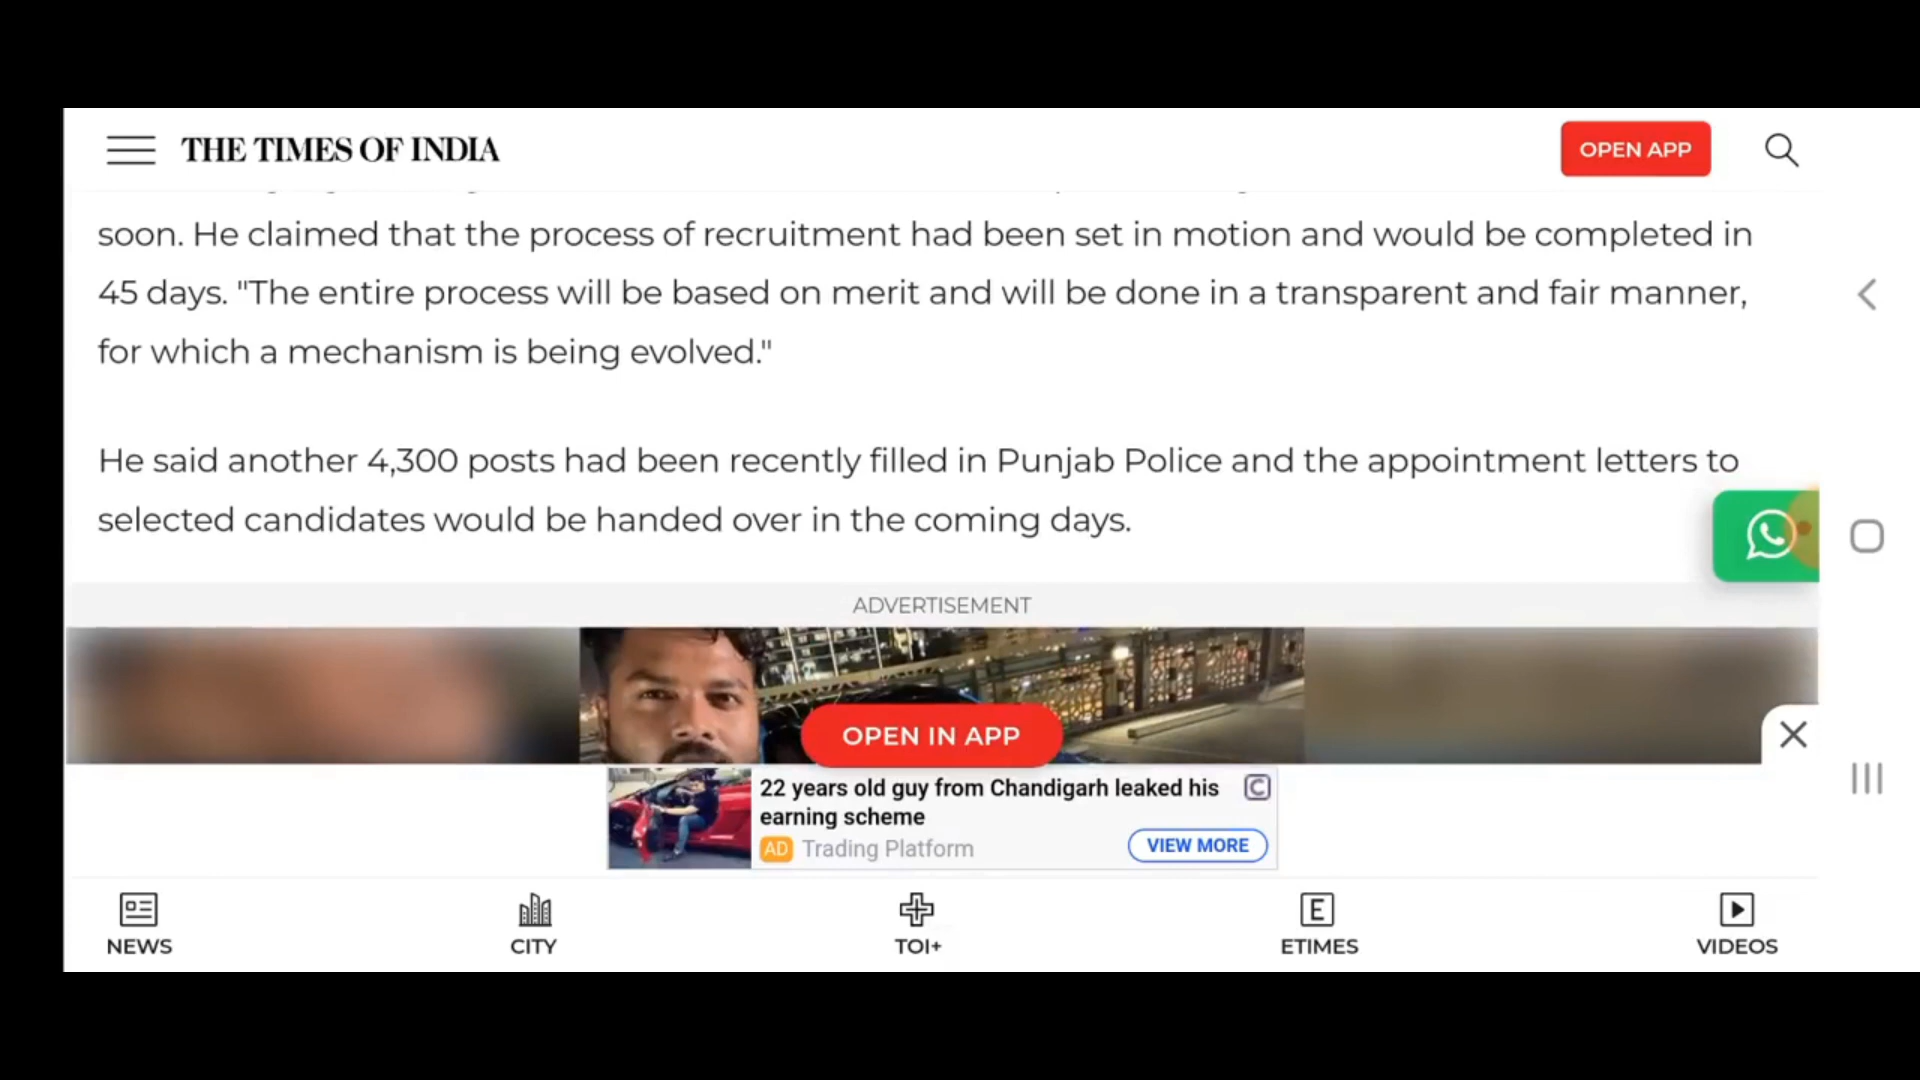 THE TIMES OF INDIA
OPEN APP
soon. He claimed that the process of recruitment had been set in motion and would be completed in
45 days. "The entire process will be based on merit and will be done in a transparent and fair manner,
for which a mechanism is being evolved."
He said another 4,300 posts had been recently filled in Punjab Police and the appointment letters to
selected candidates would be handed over in the coming days.
ADVERTISEMENT
OPEN IN APP
22 years old guy from Chandigarh leaked his
earning scheme
AD Trading Platform
VIEW MORE
NEWS
CITY
TOI+
E
ETIMES
VIDEOS